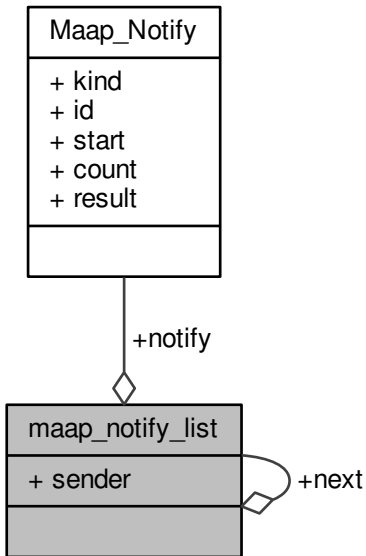 Maap_Notify
+ kind
+ id
+ start
+ count
+ result
+notify
maap_notify_list
+ sender
+next